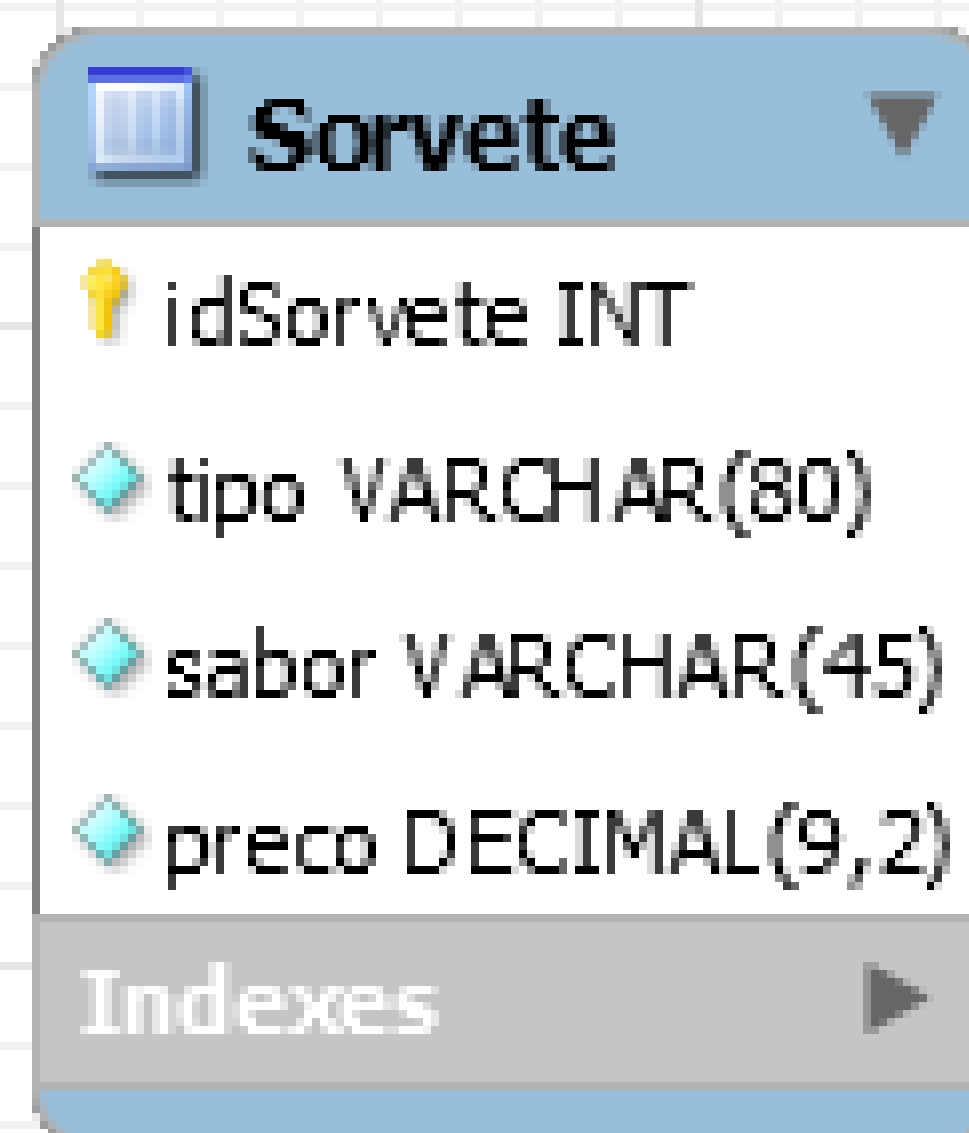 Sorvete
idSorvete INT
tipo VARCHAR(80)
sabor VARCHAR(45)
preco DECIMAL(9,2)
Indexes